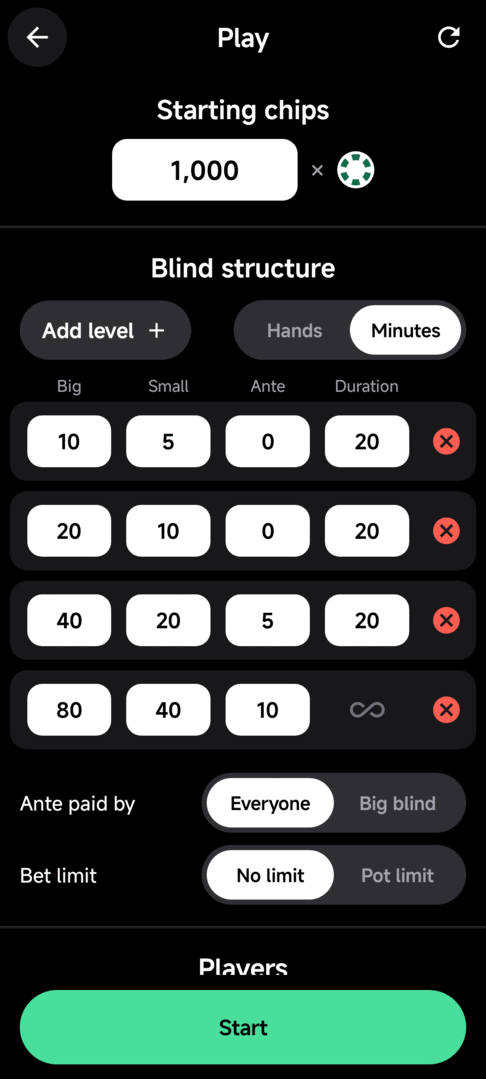 Play
Starting chips
1,000 ×
Blind structure
Add level + Hands Minutes
Big Small Ante Duration
10 5 0 20
20 10 0 20
40 20 5 20
80 40 10 ∞
Ante paid by Everyone Big blind
Bet limit No limit Pot limit
Players
Start